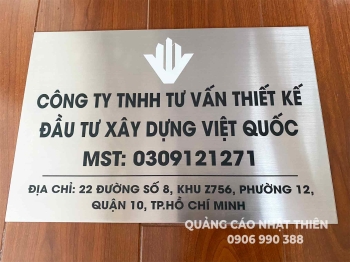 CÔNG TY TNHH TƯ VẤN THIẾT KẾ
ĐẦU TƯ XÂY DỰNG VIỆT QUỐC
MST: 0309121271
ĐỊA CHỈ: 22 ĐƯỜNG SỐ 8, KHU Z756, PHƯỜNG 12,
QUẬN 10, TP.HỒ CHÍ MINH
QUẢNG CÁO NHẬT THIÊN
0906 990 388